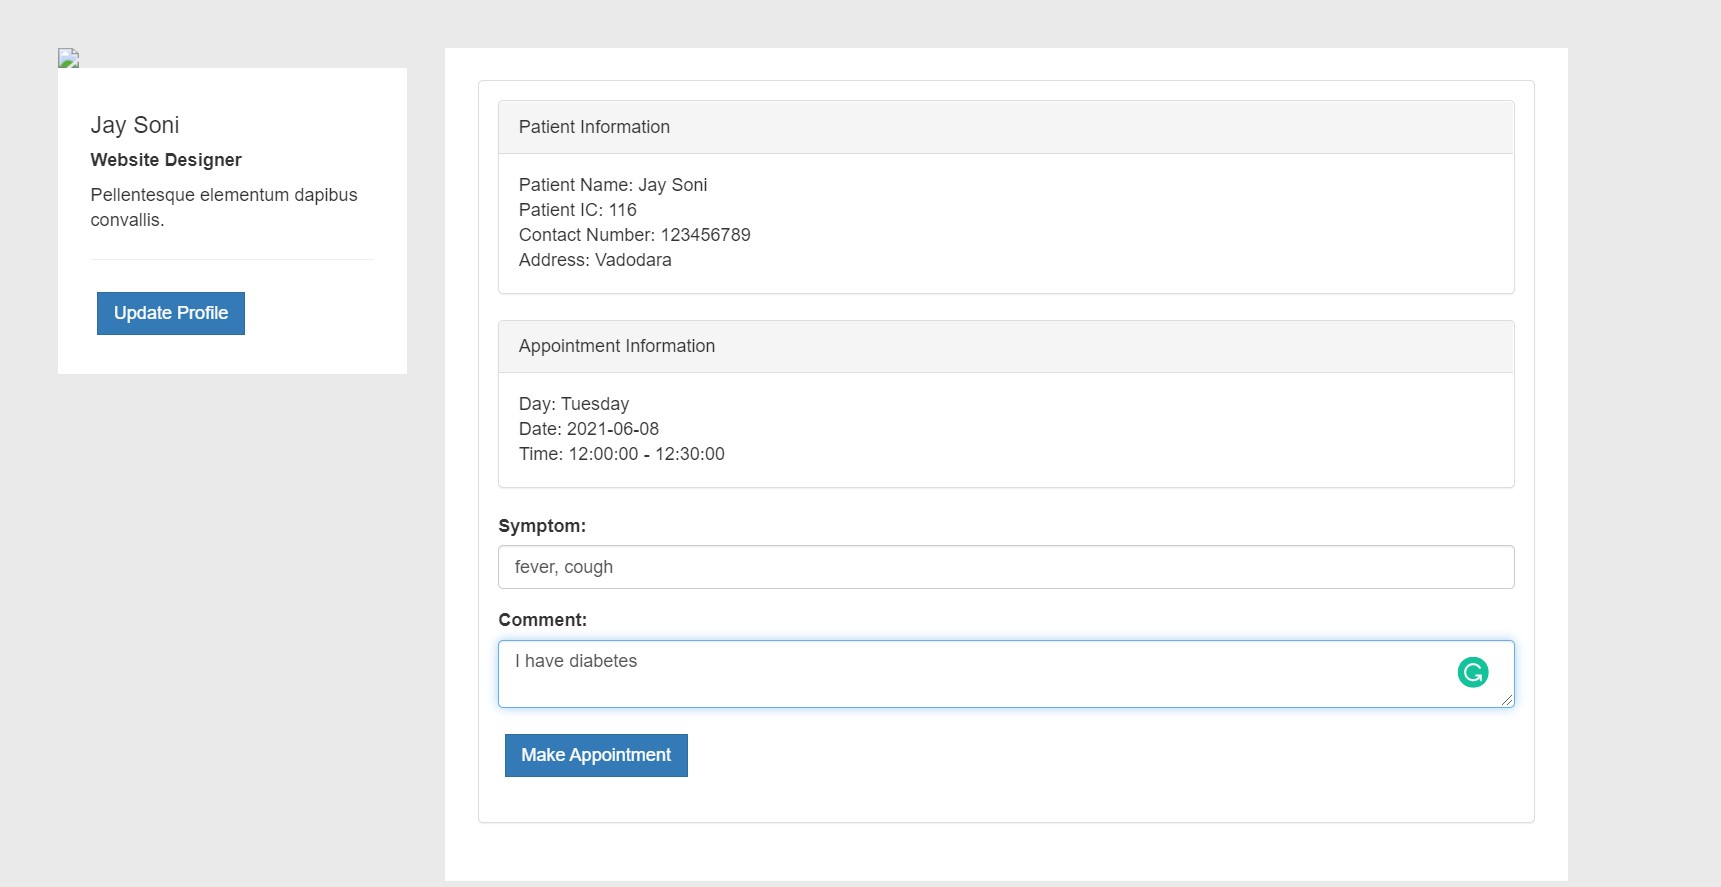 Jay Soni
Website Designer
Pellentesque elementum dapibus
convallis.
Update Profile
Patient Information
Patient Name: Jay Soni
Patient IC: 116
Contact Number: 123456789
Address: Vadodara
Appointment Information
Day: Tuesday
Date: 2021-06-08
Time: 12:00:00 - 12:30:00
Symptom:
fever, cough
Comment:
I have diabetes
Make Appointment